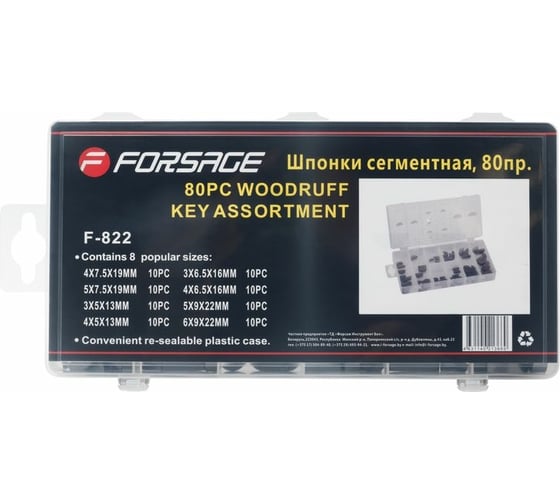 FORSAGE
Шпонки сегментная, 80пр.
80PC WOODRUFF
KEY ASSORTMENT
F-822
•Contains 8 popular sizes:
4X7.5X19MM 10PC 3X6.5X16MM 10PC
5X7.5X19MM 10PC 4X6.5X16MM 10PC
3X5X13MM 10PC 5X9X22MM 10PC
4X5X13MM 10PC 6X9X22MM 10PC
•Convenient re-sealable plastic case.